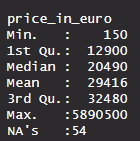 price_in_euro
Min.   :    150
1st Qu.:  12900
Median :  20490
Mean   :  29416
3rd Qu.:  32480
Max.   :5890500
NA's   :54